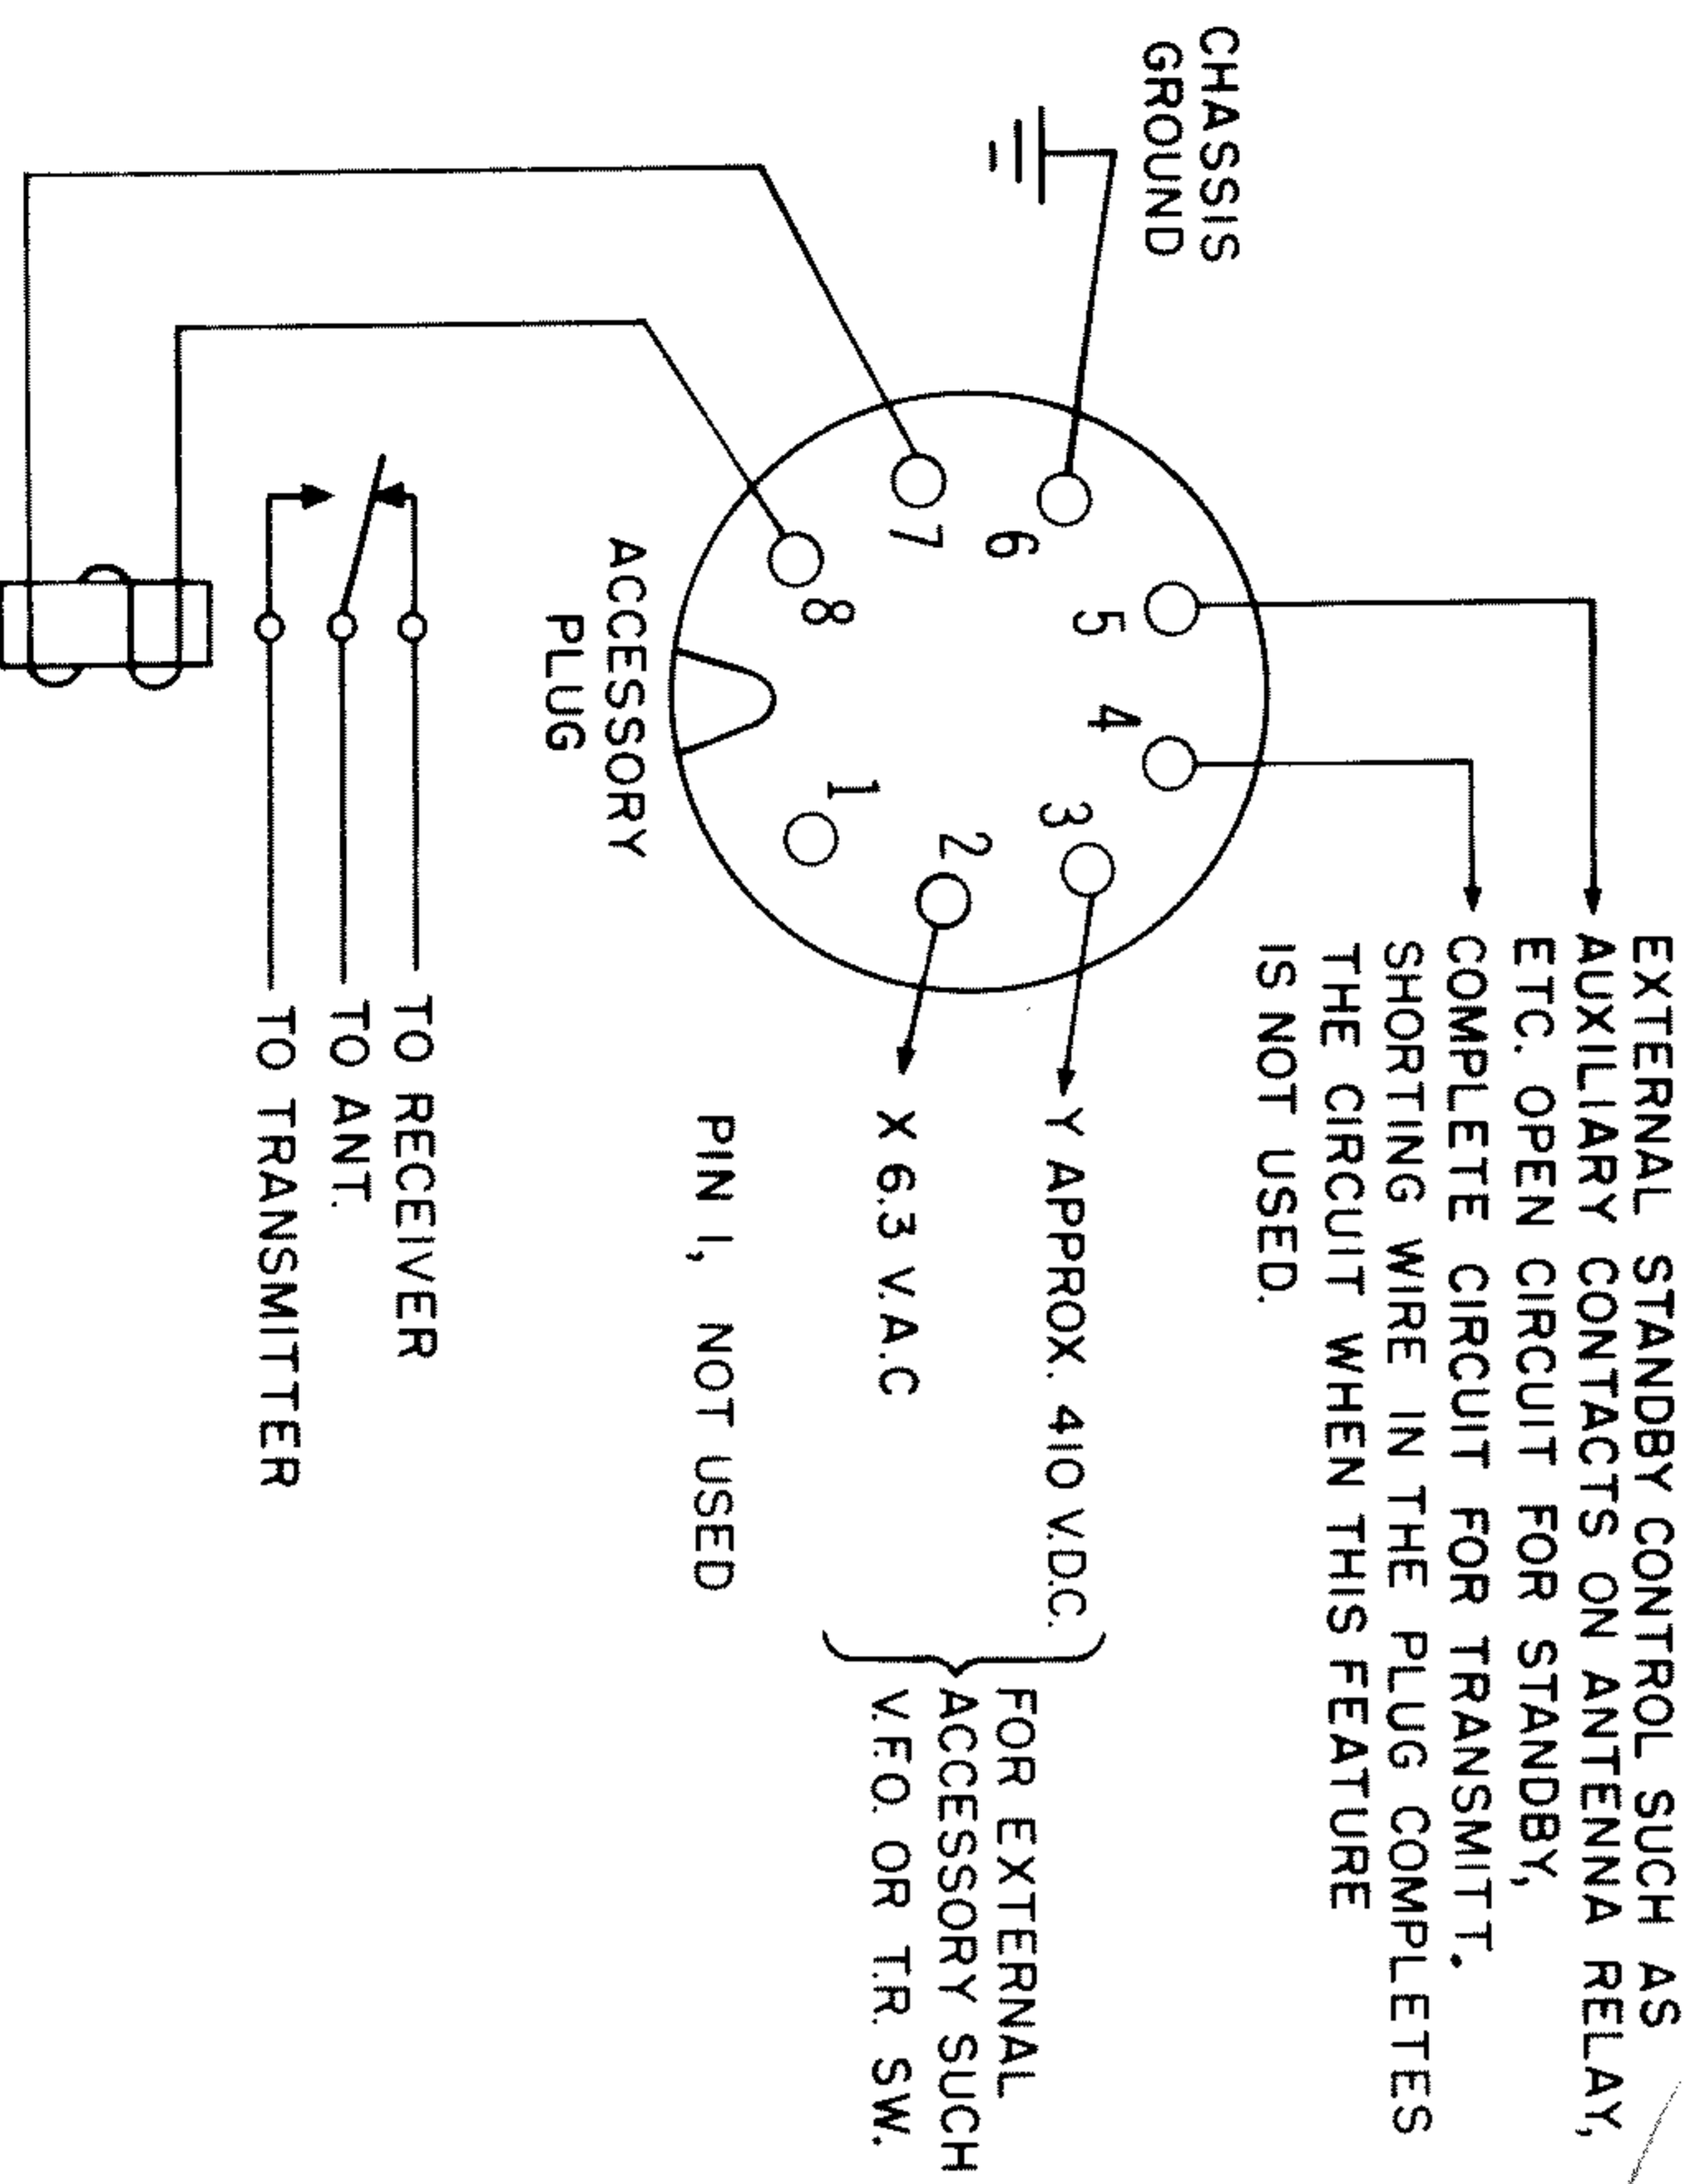 EXTERNAL STANDBY CONTROL SUCH AS
AUXILIARY CONTACTS ON ANTENNA RELAY,
ETC. OPEN CIRCUIT FOR STANDBY,
COMPLETE CIRCUIT FOR TRANSMITT.
SHORTING WIRE IN THE PLUG COMPLETES
THE CIRCUIT WHEN THIS FEATURE
IS NOT USED.
CHASSIS
GROUND
5
4
6
3
7
2
8
1
Y APPROX. 410 V.D.C.
X 6.3 V.A.C
FOR EXTERNAL
ACCESSORY SUCH
V.F.O. OR T.R. SW.
PIN 1, NOT USED
ACCESSORY
PLUG
TO RECEIVER
TO ANT.
TO TRANSMITTER